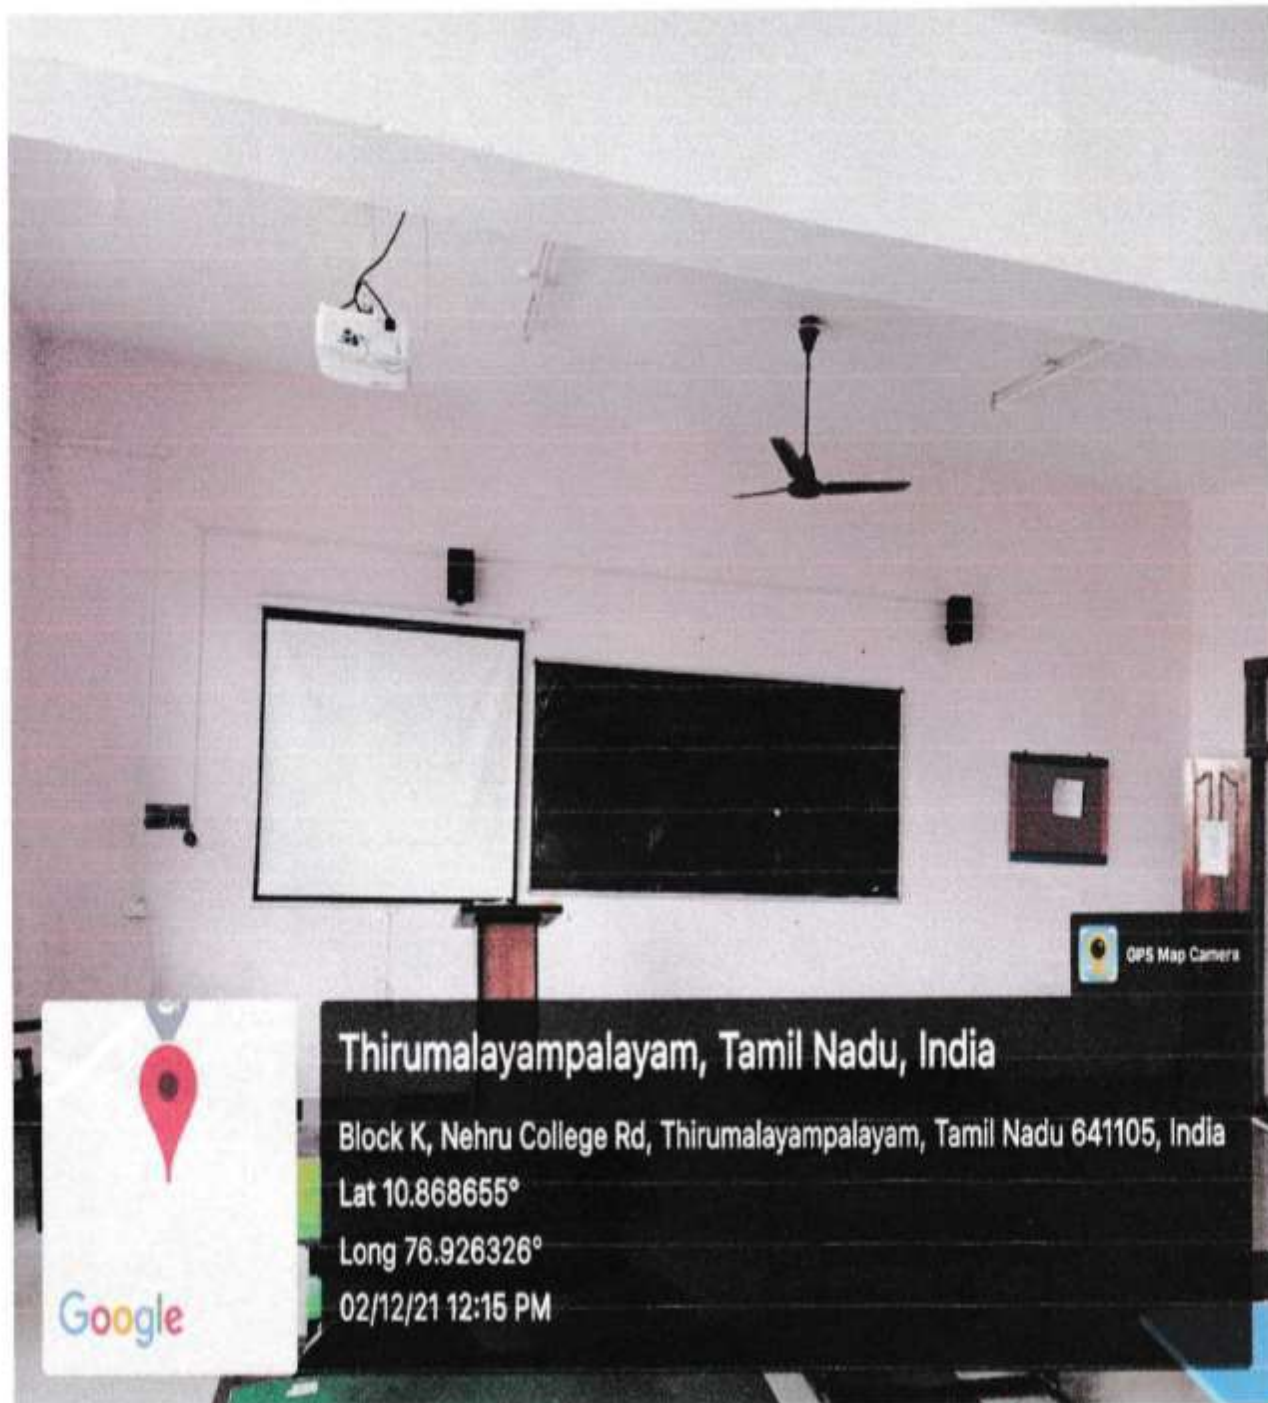 GPS Map Camera
Thirumalayampalayam, Tamil Nadu, India
Block K, Nehru College Rd, Thirumalayampalayam, Tamil Nadu 641105, India
Lat 10.868655°
Long 76.926326°
02/12/21 12:15 PM
Google